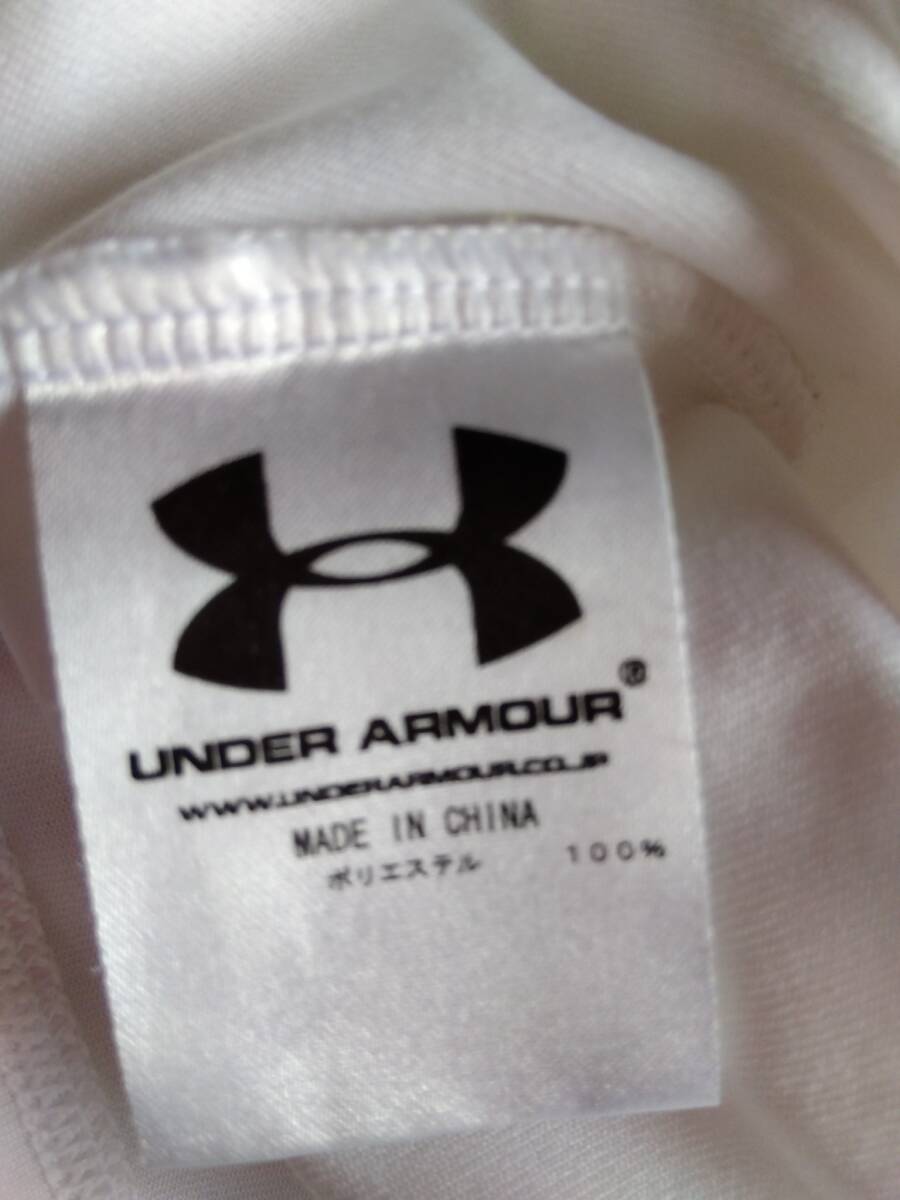 UNDER ARMOUR®
WWW.UNDERARMOUR.CO.JP
MADE IN CHINA
ポリエステル 100%